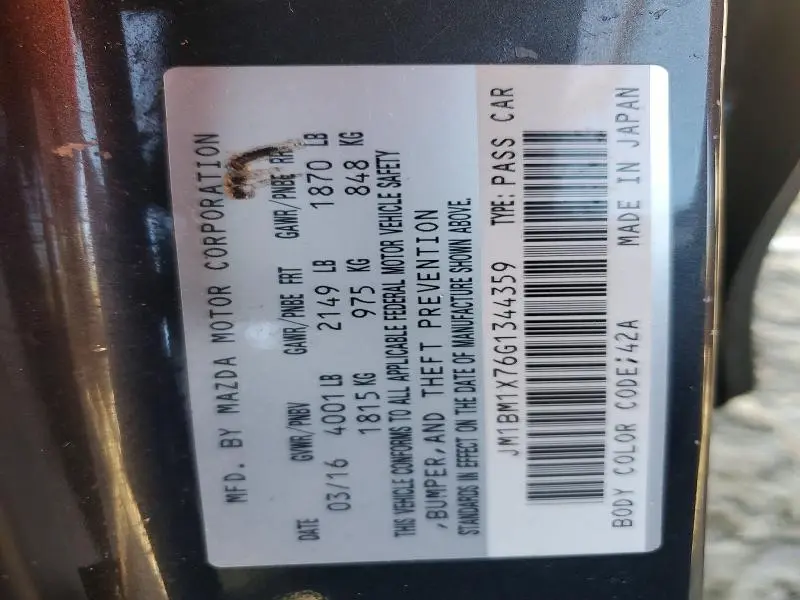 MFD. BY MAZDA MOTOR CORPORATION
DATE GVWR/PNBV GAWR/PNBE FRT GAWR/PNBE RR
03/16 4001 LB 2149 LB 1870 LB
1815 KG 975 KG 848 KG
THIS VEHICLE CONFORMS TO ALL APPLICABLE FEDERAL MOTOR VEHICLE SAFETY
,BUMPER,AND THEFT PREVENTION
STANDARDS IN EFFECT ON THE DATE OF MANUFACTURE SHOWN ABOVE.
JM1BM1X76G1344359 TYPE: PASS CAR
BODY COLOR CODE;42A MADE IN JAPAN